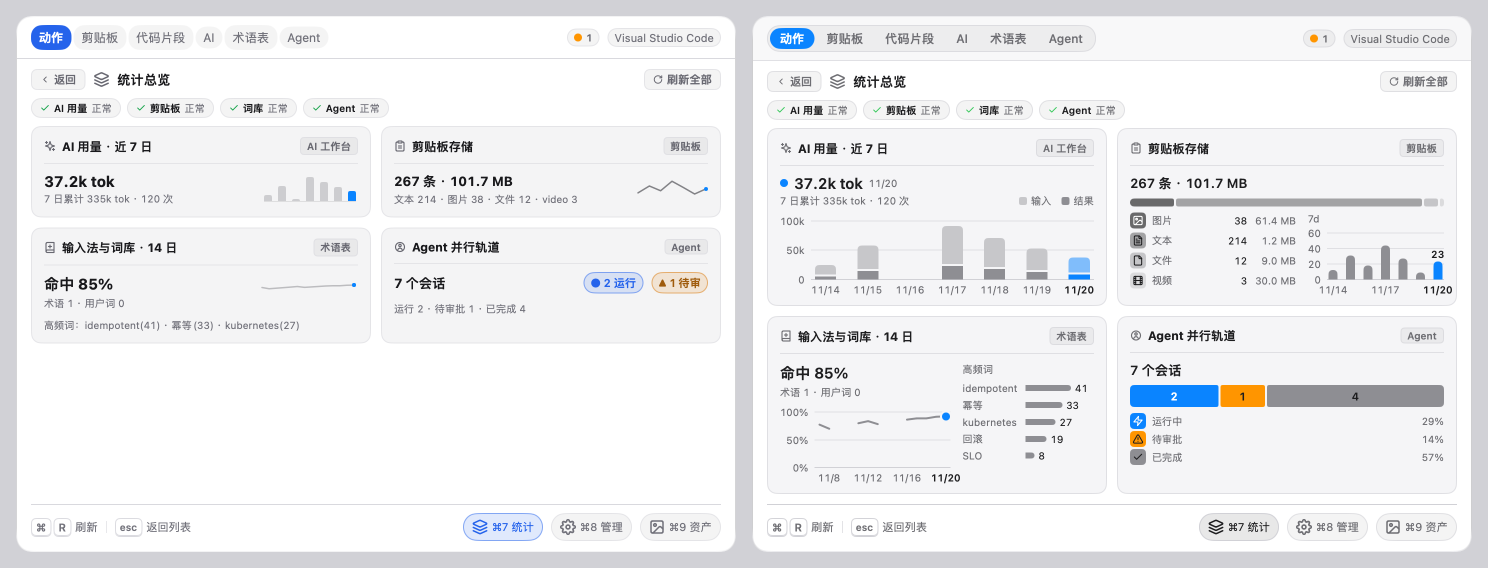 动作 剪贴板 代码片段 AI 术语表 Agent 1 Visual Studio Code
返回 统计总览 刷新全部
AI 用量 正常 剪贴板 正常 词库 正常 Agent 正常
AI 用量 · 近 7 日 AI 工作台
37.2k tok
7 日累计 335k tok · 120 次
剪贴板存储 剪贴板
267 条 · 101.7 MB
文本 214 · 图片 38 · 文件 12 · video 3
输入法与词库 · 14 日 术语表
命中 85%
术语 1 · 用户词 0
高频词：idempotent(41) · 幂等(33) · kubernetes(27)
Agent 并行轨道 Agent
7 个会话 2 运行 1 待审
运行 2 · 待审批 1 · 已完成 4
⌘ R 刷新 esc 返回列表 ⌘7 统计 ⌘8 管理 ⌘9 资产
动作 剪贴板 代码片段 AI 术语表 Agent 1 Visual Studio Code
返回 统计总览 刷新全部
AI 用量 正常 剪贴板 正常 词库 正常 Agent 正常
AI 用量 · 近 7 日 AI 工作台
37.2k tok 11/20
7 日累计 335k tok · 120 次 输入 结果
100k
50k
0
11/14 11/15 11/16 11/17 11/18 11/19 11/20
剪贴板存储 剪贴板
267 条 · 101.7 MB
图片 38 61.4 MB
文本 214 1.2 MB
文件 12 9.0 MB
视频 3 30.0 MB
7d
60
40
20
0
23
11/14 11/17 11/20
输入法与词库 · 14 日 术语表
命中 85%
术语 1 · 用户词 0
100%
50%
0%
11/8 11/12 11/16 11/20
高频词
idempotent 41
幂等 33
kubernetes 27
回滚 19
SLO 8
Agent 并行轨道 Agent
7 个会话
2 1 4
运行中 29%
待审批 14%
已完成 57%
⌘ R 刷新 esc 返回列表 ⌘7 统计 ⌘8 管理 ⌘9 资产